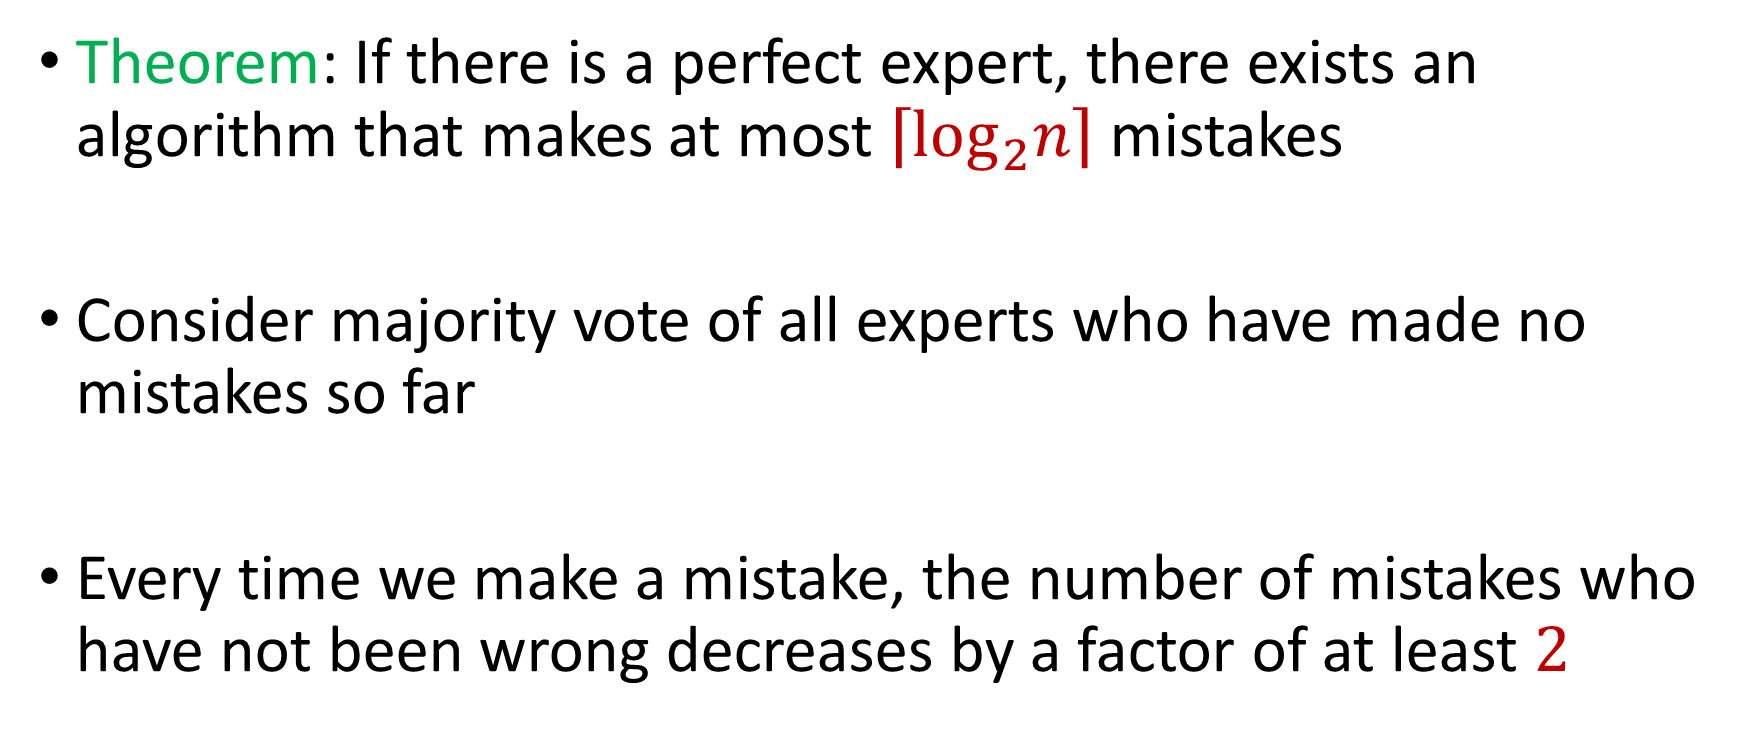 • Theorem: If there is a perfect expert, there exists an
algorithm that makes at most ⌈log₂n⌉ mistakes
• Consider majority vote of all experts who have made no
mistakes so far
• Every time we make a mistake, the number of mistakes who
have not been wrong decreases by a factor of at least 2